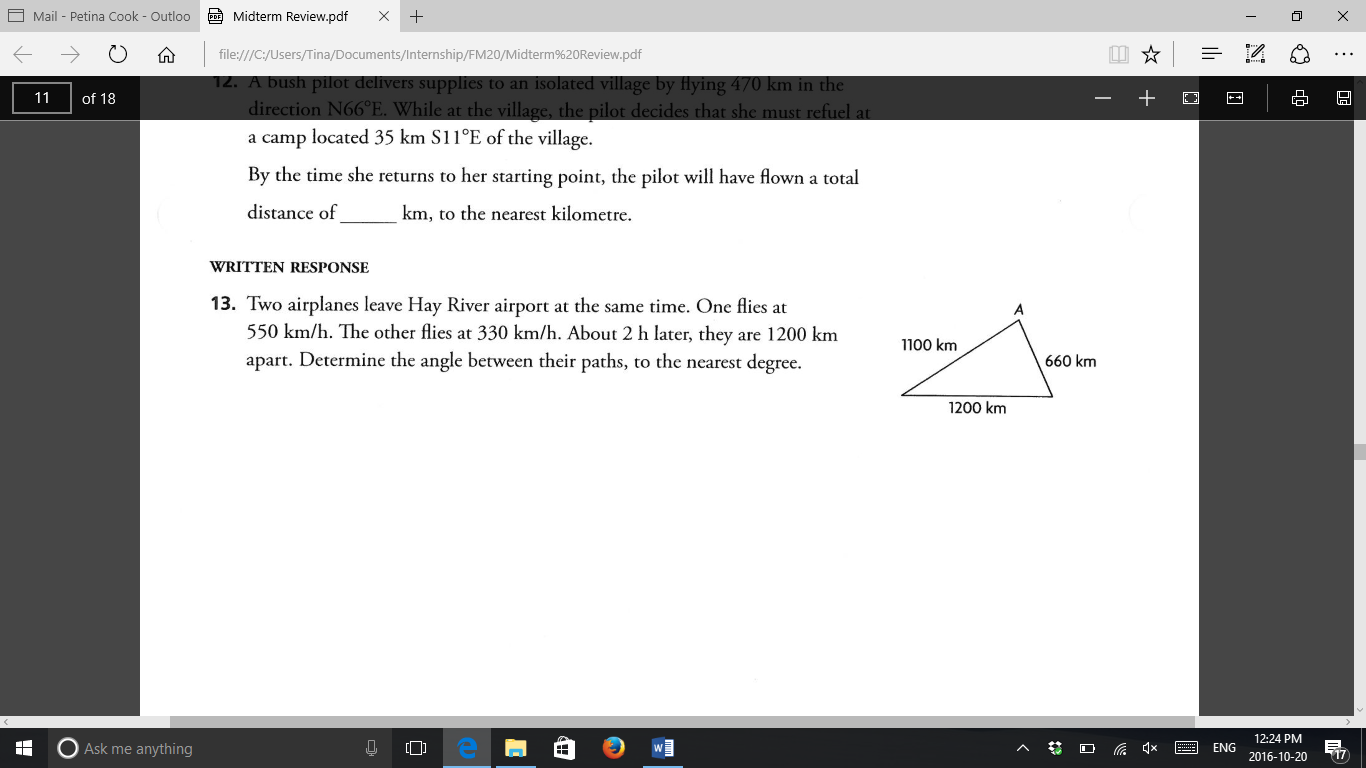 Mail - Petina Cook - Outloo
Midterm Review.pdf
file:///C:/Users/Tina/Documents/Internship/FM20/Midterm%20Review.pdf
11 of 18
12. A bush pilot delivers supplies to an isolated village by flying 470 km in the
direction N66°E. While at the village, the pilot decides that she must refuel at
a camp located 35 km S11°E of the village.
By the time she returns to her starting point, the pilot will have flown a total
distance of ______ km, to the nearest kilometre.
WRITTEN RESPONSE
13. Two airplanes leave Hay River airport at the same time. One flies at
550 km/h. The other flies at 330 km/h. About 2 h later, they are 1200 km
apart. Determine the angle between their paths, to the nearest degree.
A
1100 km
660 km
1200 km
Ask me anything
ENG
12:24 PM
2016-10-20
17